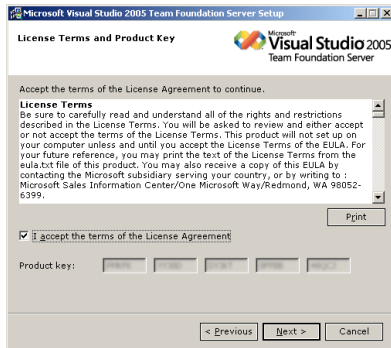 Microsoft Visual Studio 2005 Team Foundation Server Setup
License Terms and Product Key
Microsoft
Visual Studio 2005
Team Foundation Server
Accept the terms of the License Agreement to continue.
License Terms
Be sure to carefully read and understand all of the rights and restrictions
described in the License Terms. You will be asked to review and either accept
or not accept the terms of the License Terms. This product will not set up on
your computer unless and until you accept the License Terms of the EULA. For
your future reference, you may print the text of the License Terms from the
eula.txt file of this product. You may also receive a copy of this EULA by
contacting the Microsoft subsidiary serving your country, or by writing to :
Microsoft Sales Information Center/One Microsoft Way/Redmond, WA 98052-
6399.
Print
I accept the terms of the License Agreement
Product key:
< Previous
Next >
Cancel